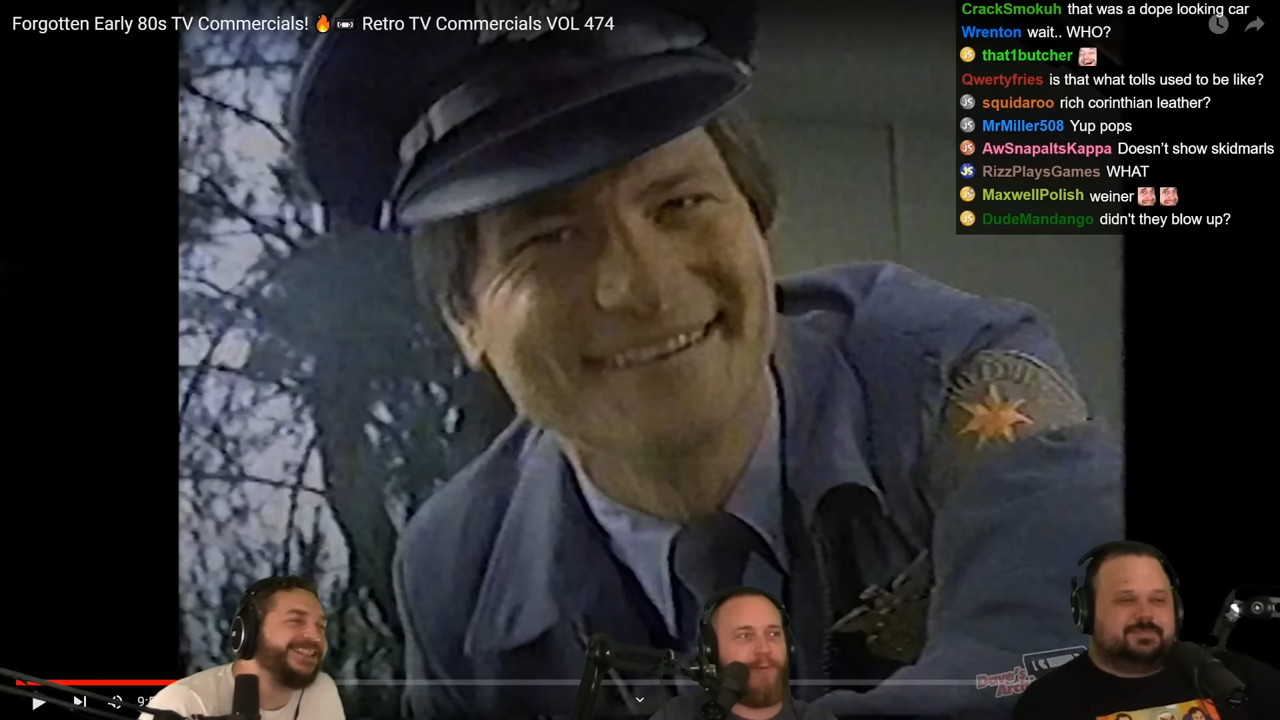 Forgotten Early 80s TV Commercials! 🔥📼 Retro TV Commercials VOL 474
CrackSmokuh that was a dope looking car
Wrenton wait.. WHO?
that1butcher
Qwertyfries is that what tolls used to be like?
squidaroo rich corinthian leather?
MrMiller508 Yup pops
AwSnapaItsKappa Doesn't show skidmarls
RizzPlaysGames WHAT
MaxwellPolish weiner
DudeMandango didn't they blow up?
Dave's